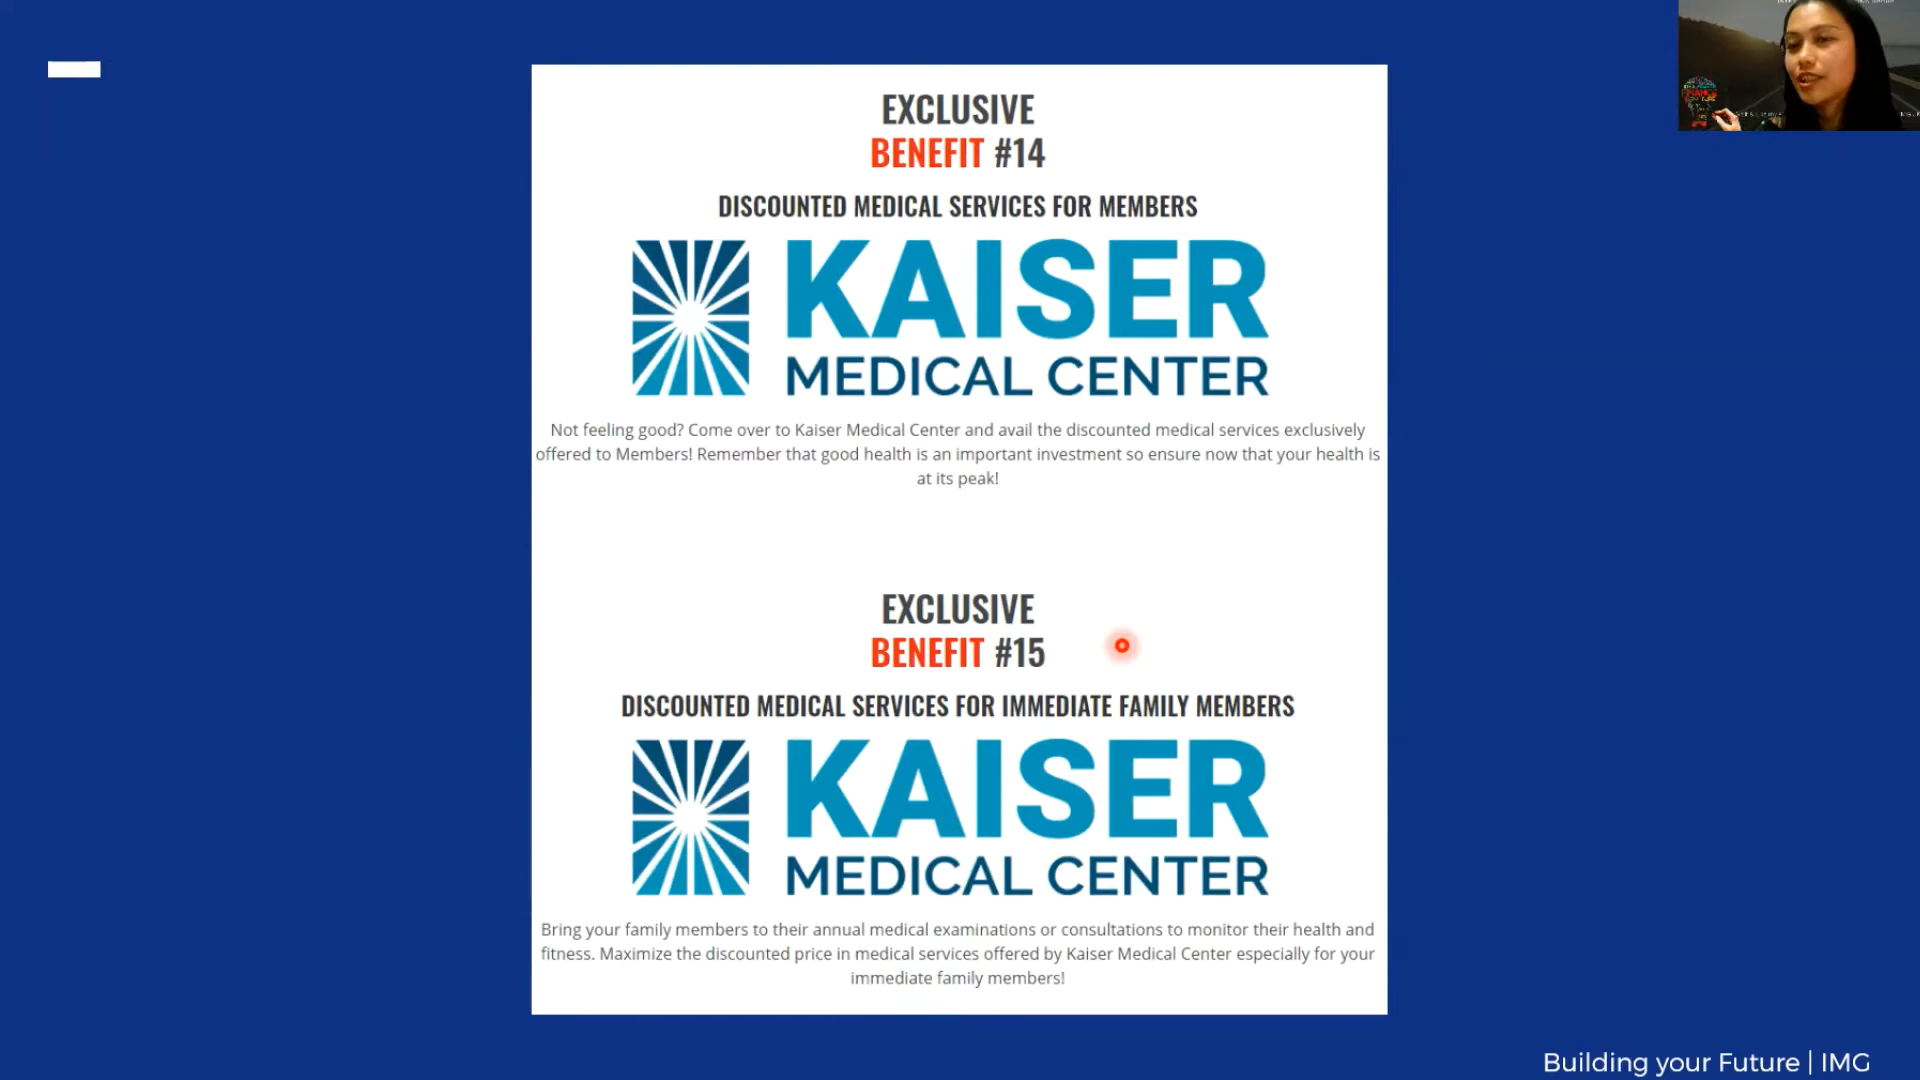 EXCLUSIVE
BENEFIT #14
DISCOUNTED MEDICAL SERVICES FOR MEMBERS
KAISER
MEDICAL CENTER
Not feeling good? Come over to Kaiser Medical Center and avail the discounted medical services exclusively
offered to Members! Remember that good health is an important investment so ensure now that your health is
at its peak!
EXCLUSIVE
BENEFIT #15
DISCOUNTED MEDICAL SERVICES FOR IMMEDIATE FAMILY MEMBERS
KAISER
MEDICAL CENTER
Bring your family members to their annual medical examinations or consultations to monitor their health and
fitness. Maximize the discounted price in medical services offered by Kaiser Medical Center especially for your
immediate family members!
Building your Future | IMG